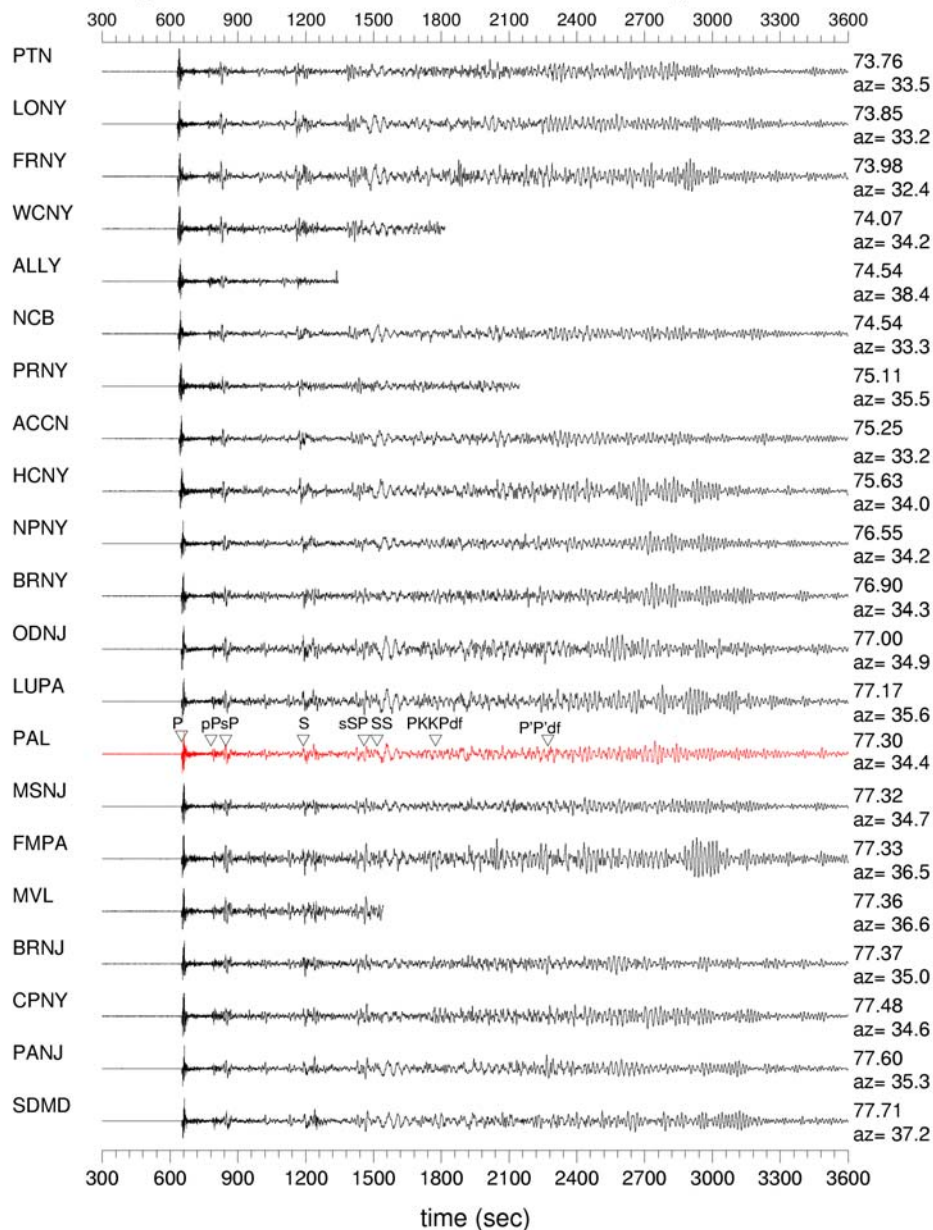 300 600 900 1200 1500 1800 2100 2400 2700 3000 3300 3600
PTN 73.76
az= 33.5
LONY 73.85
az= 33.2
FRNY 73.98
az= 32.4
WCNY 74.07
az= 34.2
ALLY 74.54
az= 38.4
NCB 74.54
az= 33.3
PRNY 75.11
az= 35.5
ACCN 75.25
az= 33.2
HCNY 75.63
az= 34.0
NPNY 76.55
az= 34.2
BRNY 76.90
az= 34.3
ODNJ 77.00
az= 34.9
LUPA 77.17
az= 35.6
P pPsP S sSP SS PKKPdf P'P'df
PAL 77.30
az= 34.4
MSNJ 77.32
az= 34.7
FMPA 77.33
az= 36.5
MVL 77.36
az= 36.6
BRNJ 77.37
az= 35.0
CPNY 77.48
az= 34.6
PANJ 77.60
az= 35.3
SDMD 77.71
az= 37.2
300 600 900 1200 1500 1800 2100 2400 2700 3000 3300 3600
time (sec)